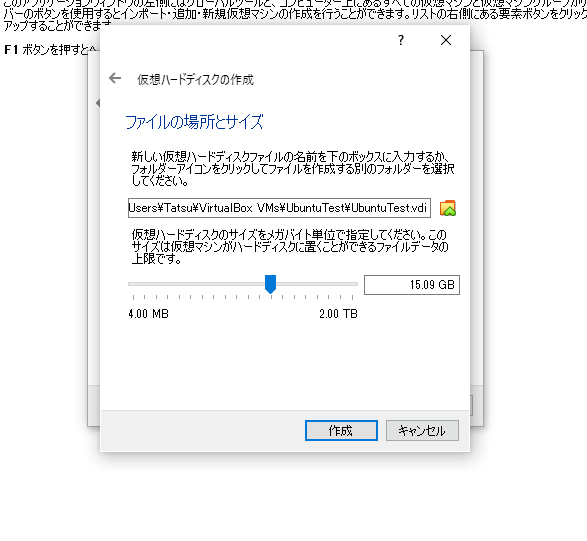 このアプリケーションウィンドウの左側にはグローバルツールと、コンピューター上にあるすべての仮想マシンと仮想マシングループがリ
バーのボタンを使用するとインポート・追加・新規仮想マシンの作成を行うことができます。リストの右側にある要素ボタンをクリック
アップすることができます
F1 ボタンを押すと
?
仮想ハードディスクの作成
ファイルの場所とサイズ
新しい仮想ハードディスクファイルの名前を下のボックスに入力するか、
フォルダーアイコンをクリックしてファイルを作成する別のフォルダーを選択
してください。
Users¥Tatsu¥VirtualBox VMs¥UbuntuTest¥UbuntuTest.vdi
仮想ハードディスクのサイズをメガバイト単位で指定してください。この
サイズは仮想マシンがハードディスクに置くことができるファイルデータの
上限です。
15.09 GB
4.00 MB 2.00 TB
作成 キャンセル